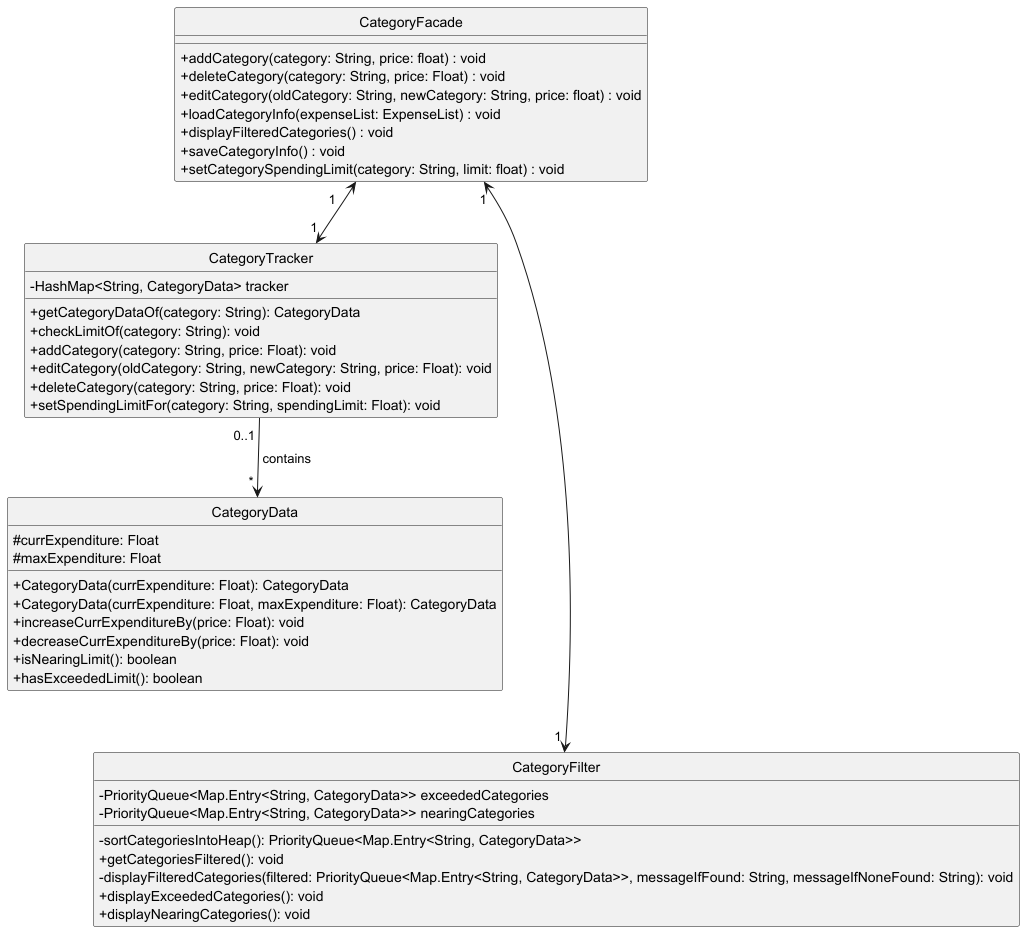 CategoryFacade
+addCategory(category: String, price: float) : void
+deleteCategory(category: String, price: Float) : void
+editCategory(oldCategory: String, newCategory: String, price: float) : void
+loadCategoryInfo(expenseList: ExpenseList) : void
+displayFilteredCategories() : void
+saveCategoryInfo() : void
+setCategorySpendingLimit(category: String, limit: float) : void
1
1
1
CategoryTracker
-HashMap<String, CategoryData> tracker
+getCategoryDataOf(category: String): CategoryData
+checkLimitOf(category: String): void
+addCategory(category: String, price: Float): void
+editCategory(oldCategory: String, newCategory: String, price: Float): void
+deleteCategory(category: String, price: Float): void
+setSpendingLimitFor(category: String, spendingLimit: Float): void
0..1
contains
*
CategoryData
#currExpenditure: Float
#maxExpenditure: Float
+CategoryData(currExpenditure: Float): CategoryData
+CategoryData(currExpenditure: Float, maxExpenditure: Float): CategoryData
+increaseCurrExpenditureBy(price: Float): void
+decreaseCurrExpenditureBy(price: Float): void
+isNearingLimit(): boolean
+hasExceededLimit(): boolean
1
CategoryFilter
-PriorityQueue<Map.Entry<String, CategoryData>> exceededCategories
-PriorityQueue<Map.Entry<String, CategoryData>> nearingCategories
-sortCategoriesIntoHeap(): PriorityQueue<Map.Entry<String, CategoryData>>
+getCategoriesFiltered(): void
-displayFilteredCategories(filtered: PriorityQueue<Map.Entry<String, CategoryData>>, messageIfFound: String, messageIfNoneFound: String): void
+displayExceededCategories(): void
+displayNearingCategories(): void